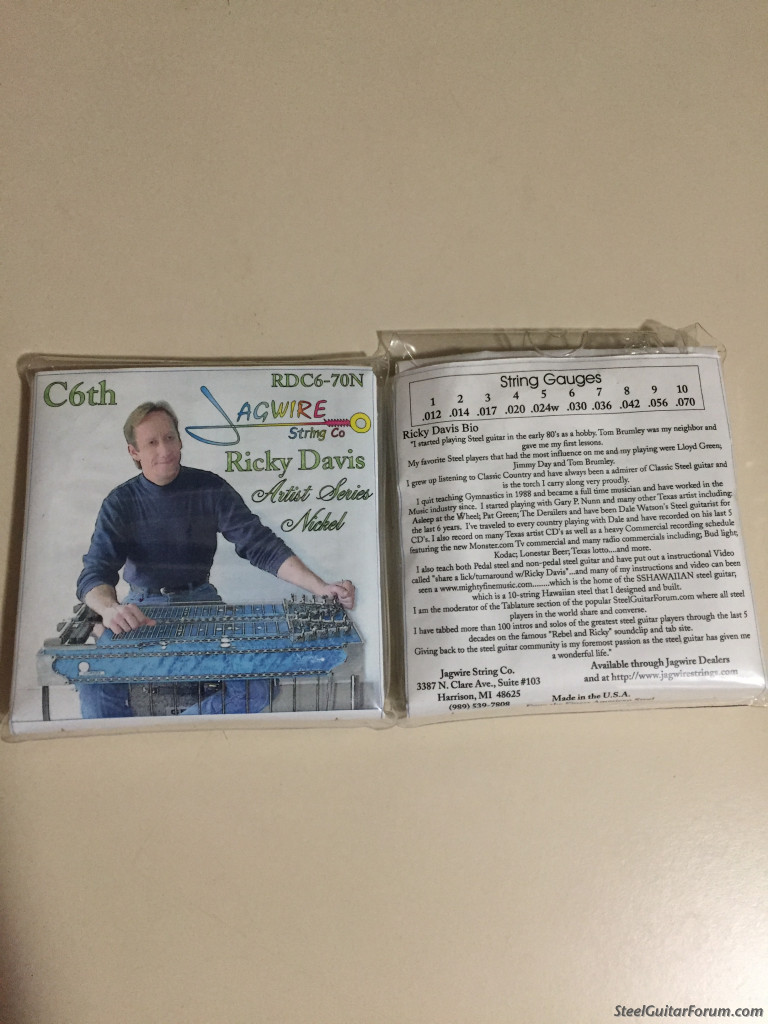 C6th
RDC6-70N
JAGWIRE
String Co
Ricky Davis
Artist Series
Nickel
String Gauges
1 2 3 4 5 6 7 8 9 10
.012 .014 .017 .020 .024w .030 .036 .042 .056 .070
Ricky Davis Bio
"I started playing Steel guitar in the early 80's as a hobby, Tom Brumley was my neighbor and
gave me my first lessons.
My favorite Steel players that had the most influence on me and my playing were Lloyd Green;
Jimmy Day and Tom Brumley.
I grew up listening to Classic Country and have always been a admirer of Classic Steel guitar and
is the torch I carry along very proudly.
I quit teaching Gymnastics in 1988 and became a full time musician and have worked in the
Music industry since. I started playing with Gary P. Nunn and many other Texas artist including:
Asleep at the Wheel; Pat Green; The Derailers and have been Dale Watson's Steel guitarist for
the last 6 years. I've traveled to every country playing with Dale and have recorded on his last 5
CD's. I also record on many Texas artist CD's as well as a heavy Commercial recording schedule
featuring the new Monster.com Tv commercial and many radio commercials including; Bud light,
Kodac; Lonestar Beer; Texas lotto....and more.
I also teach both Pedal steel and non-pedal steel guitar and have put out a instructional Video
called "share a lick/turnaround w/Ricky Davis"...and many of my instructions and video can been
seen a www.mightyfinemusic.com.........which is the home of the SSHAWAIIAN steel guitar;
which is a 10-string Hawaiian steel that I designed and built.
I am the moderator of the Tablature section of the popular SteelGuitarForum.com where all steel
players in the world share and converse.
I have tabbed more than 100 intros and solos of the greatest steel guitar players through the last 5
decades on the famous "Rebel and Ricky" soundclip and tab site.
Giving back to the steel guitar community is my foremost passion as the steel guitar has given me
a wonderful life."
Jagwire String Co.
3387 N. Clare Ave., Suite #103
Harrison, MI 48625
(989) 539-7808
Available through Jagwire Dealers
and at http://www.jagwirestrings.com
Made in the U.S.A.
SteelGuitarForum.com